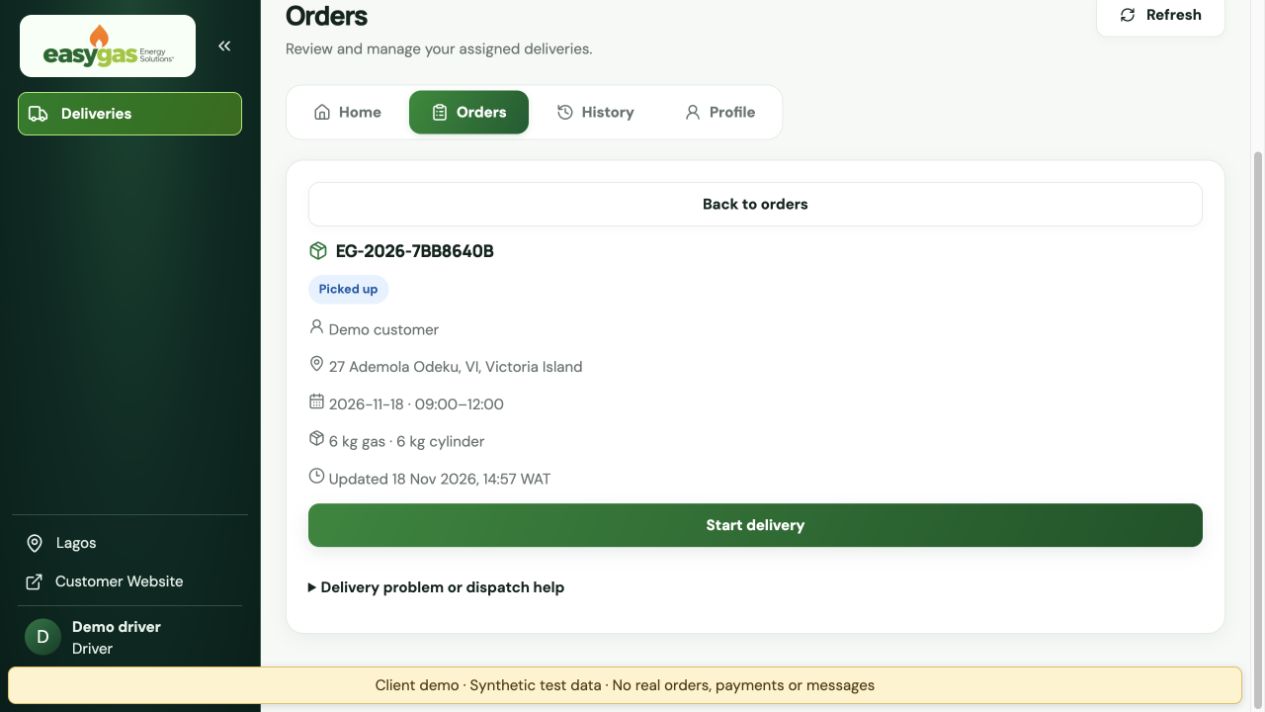 easygas Energy Solutions
Deliveries
Lagos
Customer Website
D
Demo driver
Driver
Orders
Review and manage your assigned deliveries.
Refresh
Home
Orders
History
Profile
Back to orders
EG-2026-7BB8640B
Picked up
Demo customer
27 Ademola Odeku, VI, Victoria Island
2026-11-18 · 09:00–12:00
6 kg gas · 6 kg cylinder
Updated 18 Nov 2026, 14:57 WAT
Start delivery
Delivery problem or dispatch help
Client demo · Synthetic test data · No real orders, payments or messages